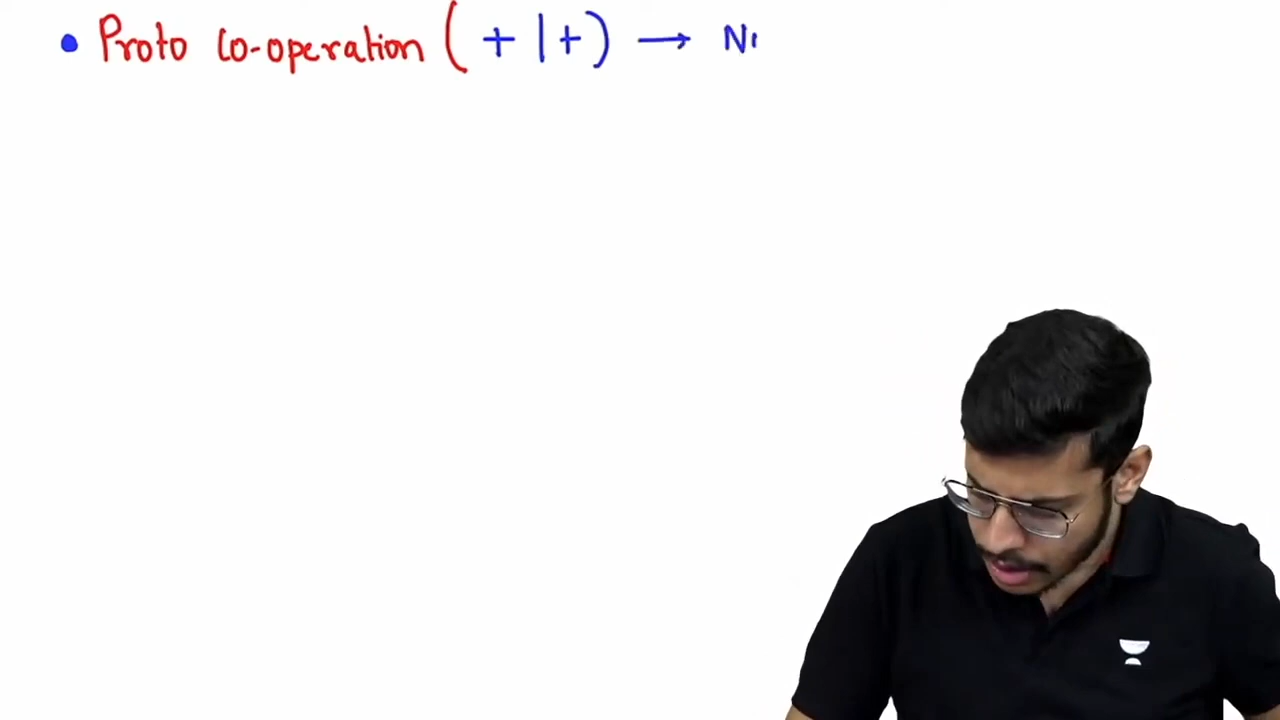 • Proto Co-operation ( + | + ) → N